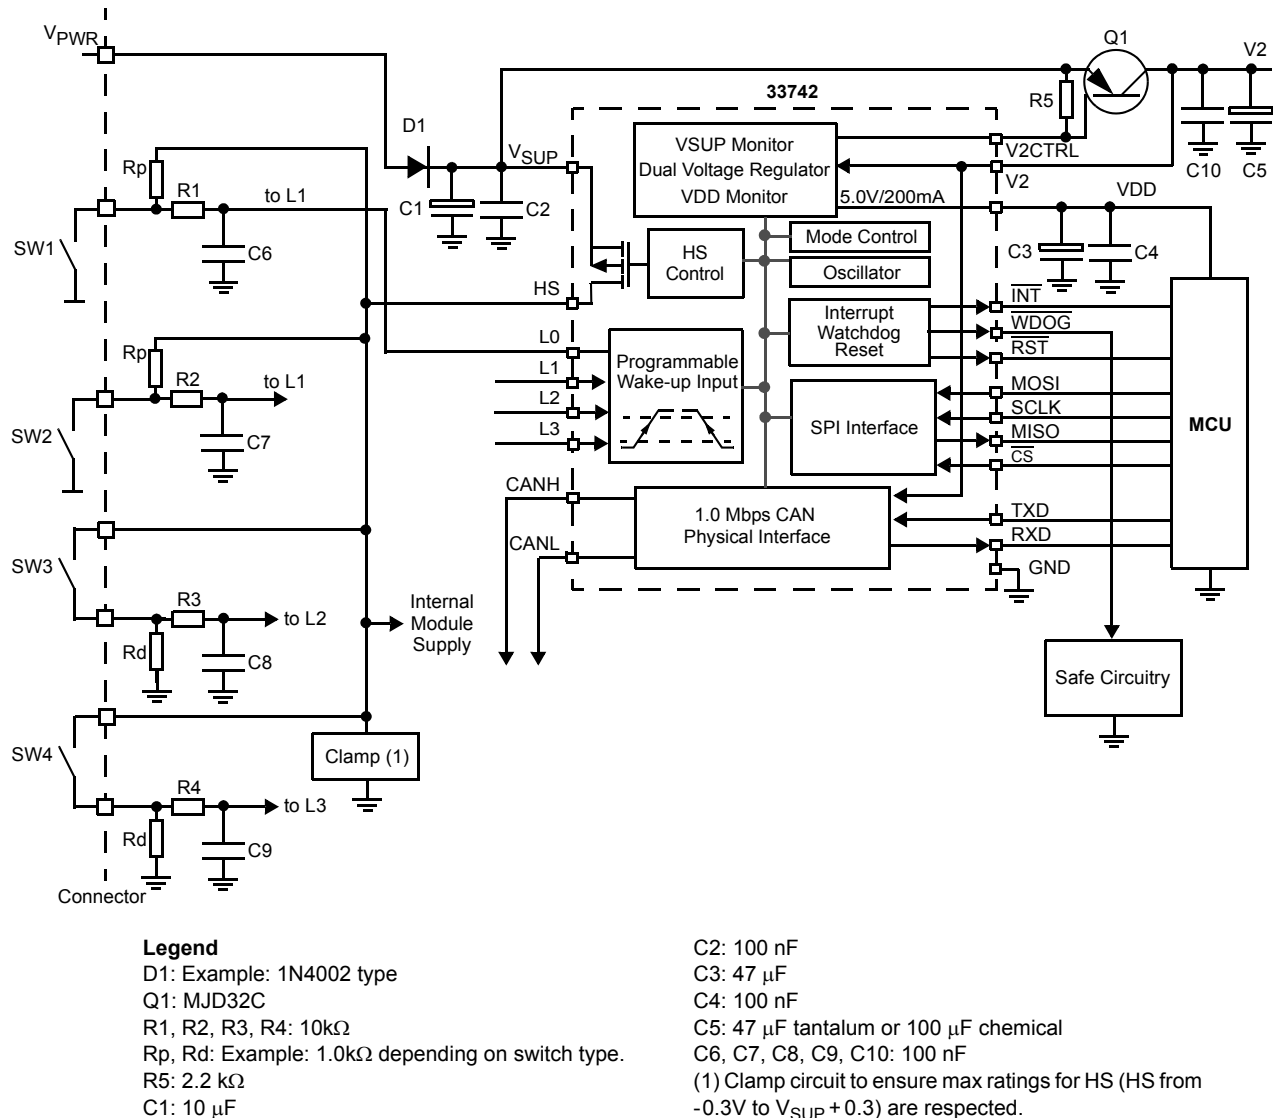 V_PWR
Q1
V2
33742
R5
D1
VSUP Monitor
Dual Voltage Regulator
VDD Monitor
V2CTRL
V2
C10
C5
Rp
R1
to L1
V_SUP
C1
C2
5.0V/200mA
VDD
SW1
C6
HS
Control
Mode Control
Oscillator
C3
C4
HS
INT
WDOG
RST
Interrupt
Watchdog
Reset
L0
L1
L2
L3
Programmable
Wake-up Input
Rp
R2
to L1
SW2
C7
MOSI
SCLK
MISO
CS
SPI Interface
MCU
CANH
CANL
1.0 Mbps CAN
Physical Interface
TXD
RXD
GND
SW3
R3
to L2
Rd
C8
Internal
Module
Supply
Safe Circuitry
SW4
Clamp (1)
R4
to L3
Rd
C9
Connector
Legend
D1: Example: 1N4002 type
Q1: MJD32C
R1, R2, R3, R4: 10kΩ
Rp, Rd: Example: 1.0kΩ depending on switch type.
R5: 2.2 kΩ
C1: 10 μF
C2: 100 nF
C3: 47 μF
C4: 100 nF
C5: 47 μF tantalum or 100 μF chemical
C6, C7, C8, C9, C10: 100 nF
(1) Clamp circuit to ensure max ratings for HS (HS from
-0.3V to V_SUP + 0.3) are respected.